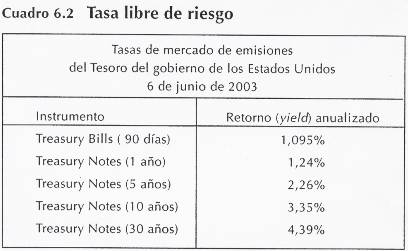 Cuadro 6.2 Tasa libre de riesgo
Tasas de mercado de emisiones
del Tesoro del gobierno de los Estados Unidos
6 de junio de 2003
Instrumento Retorno (yield) anualizado
Treasury Bills ( 90 días) 1,095%
Treasury Notes (1 año) 1,24%
Treasury Notes (5 años) 2,26%
Treasury Notes (10 años) 3,35%
Treasury Notes (30 años) 4,39%